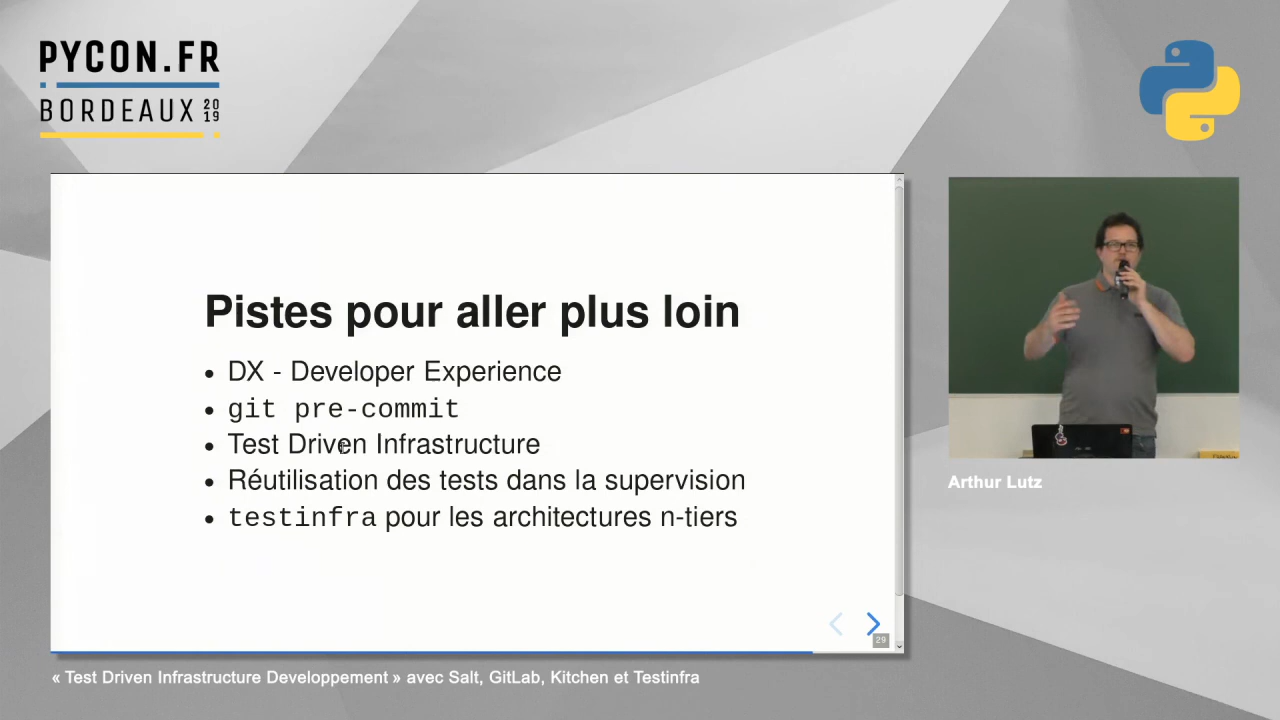 PYCON.FR
BORDEAUX 2019
Pistes pour aller plus loin
• DX - Developer Experience
• git pre-commit
• Test Driven Infrastructure
• Réutilisation des tests dans la supervision
• testinfra pour les architectures n-tiers
29
Arthur Lutz
« Test Driven Infrastructure Developpement » avec Salt, GitLab, Kitchen et Testinfra